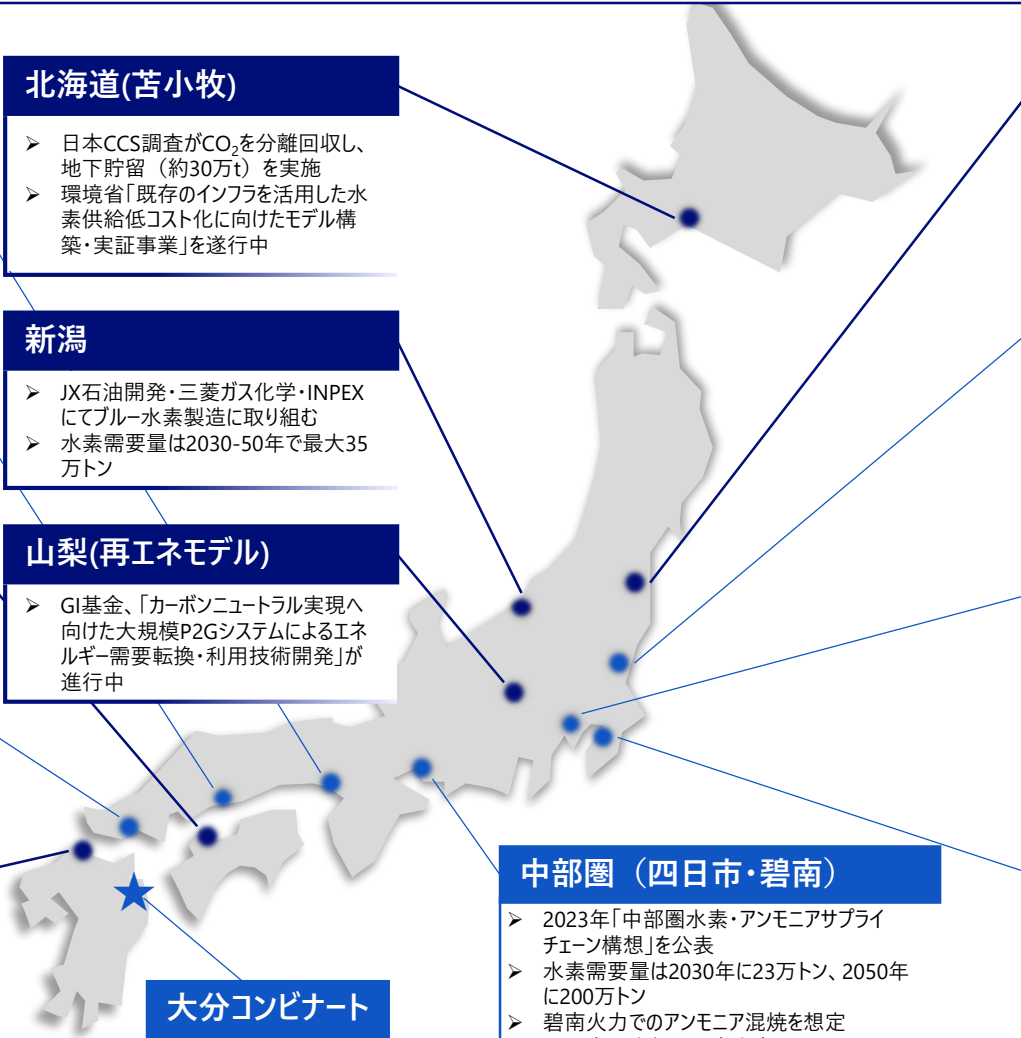 北海道(苫小牧)
➢ 日本CCS調査がCO₂を分離回収し、
地下貯留（約30万t）を実施
➢ 環境省「既存のインフラを活用した水
素供給低コスト化に向けたモデル構
築・実証事業」を遂行中
新潟
➢ JX石油開発・三菱ガス化学・INPEX
にてブルー水素製造に取り組む
➢ 水素需要量は2030-50年で最大35
万トン
山梨(再エネモデル)
➢ GI基金、「カーボンニュートラル実現へ
向けた大規模P2Gシステムによるエネ
ルギー需要転換・利用技術開発」が
進行中
中部圏（四日市・碧南）
➢ 2023年「中部圏水素・アンモニアサプライ
チェーン構想」を公表
➢ 水素需要量は2030年に23万トン、2050年
に200万トン
➢ 碧南火力でのアンモニア混焼を想定
大分コンビナート